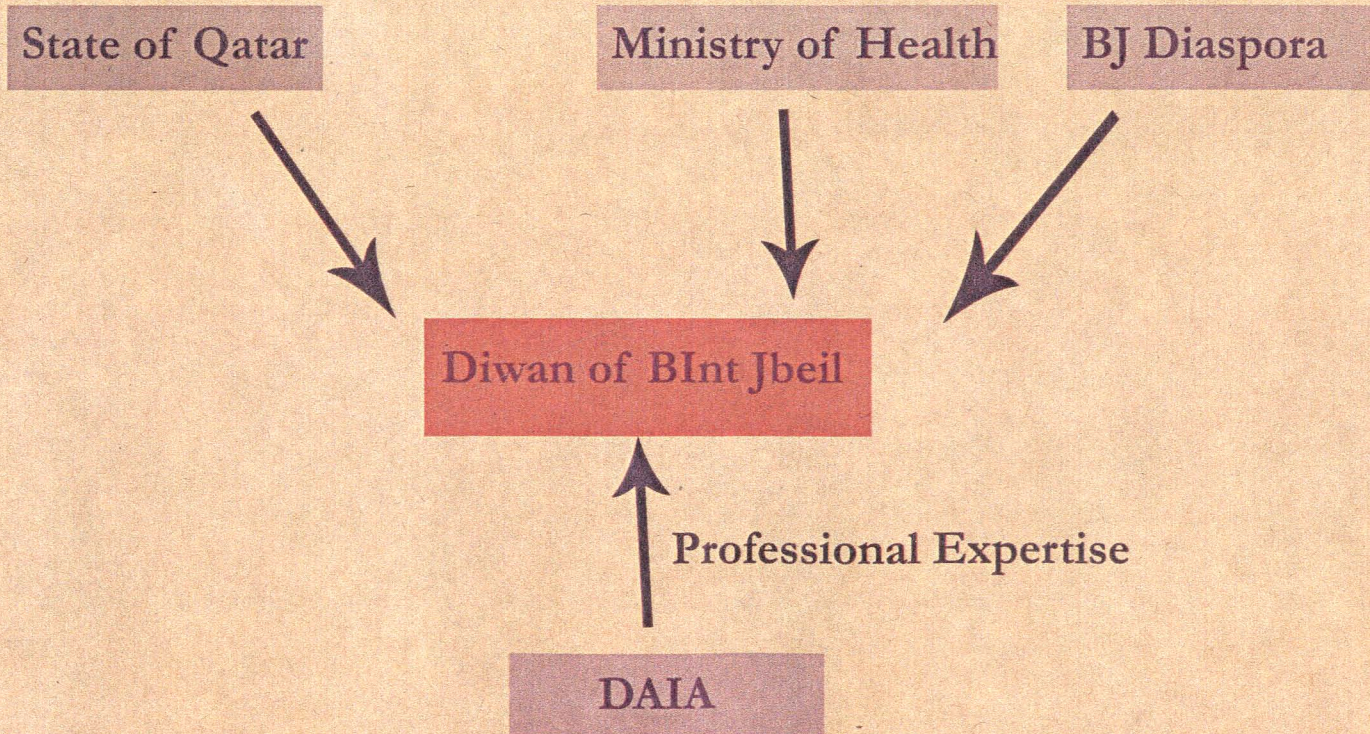 State of Qatar
Ministry of Health
BJ Diaspora
Diwan of BInt Jbeil
Professional Expertise
DAIA